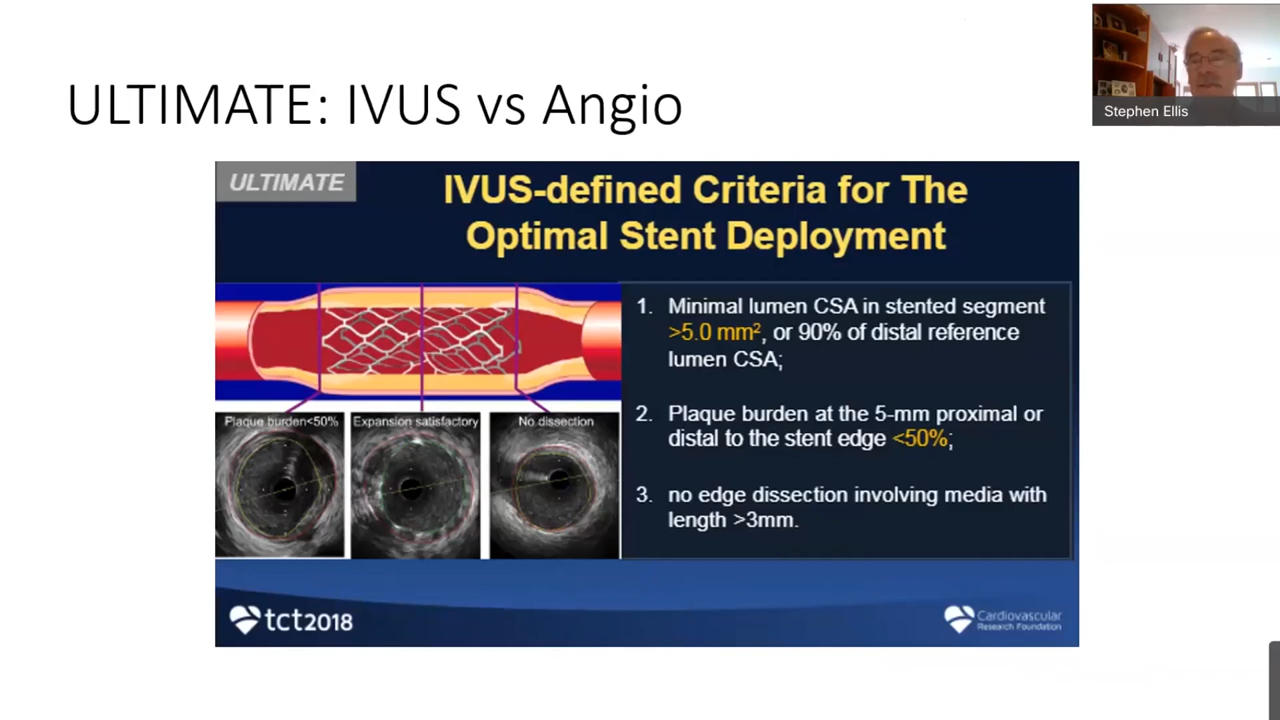 Stephen Ellis
ULTIMATE: IVUS vs Angio
ULTIMATE
IVUS-defined Criteria for The
Optimal Stent Deployment
1. Minimal lumen CSA in stented segment
>5.0 mm², or 90% of distal reference
lumen CSA;
2. Plaque burden at the 5-mm proximal or
distal to the stent edge <50%;
3. no edge dissection involving media with
length >3mm.
Plaque burden<50%
Expansion satisfactory
No dissection
tct2018
Cardiovascular
Research Foundation